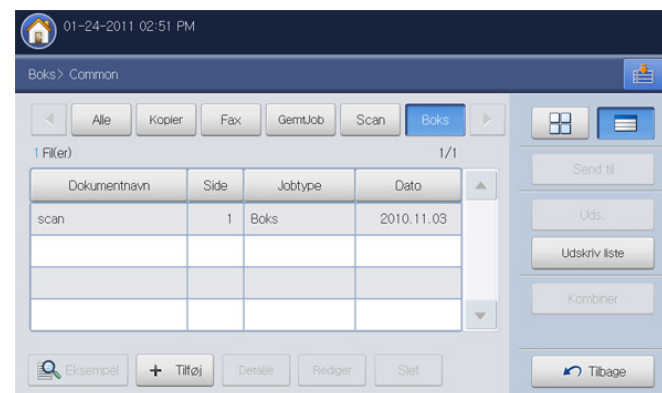 01-24-2011 02:51 PM
Boks> Common
Alle Kopier Fax GemtJob Scan Boks
1 Fil(er) 1/1
Dokumentnavn Side Jobtype Dato
scan 1 Boks 2010.11.03
Send til
Uds.
Udskriv liste
Kombiner
Eksempel + Tilføj Detalje Rediger Slet
Tilbage